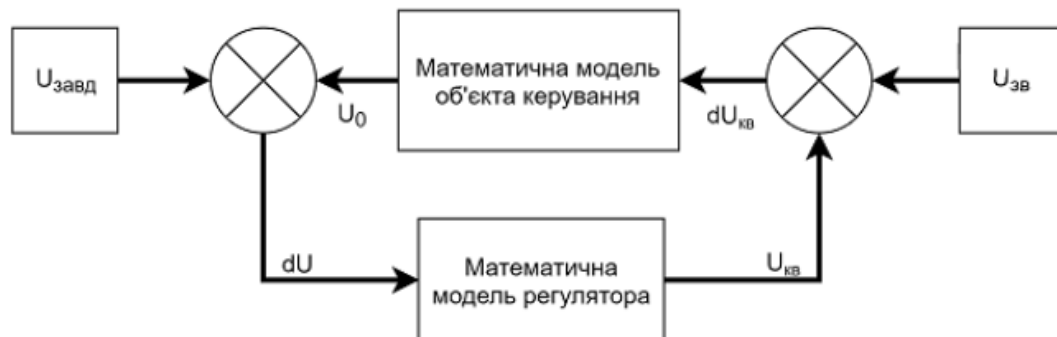 Uзавд
U₀
Математична модель
об'єкта керування
dUкв
Uзв
dU
Математична
модель регулятора
Uкв